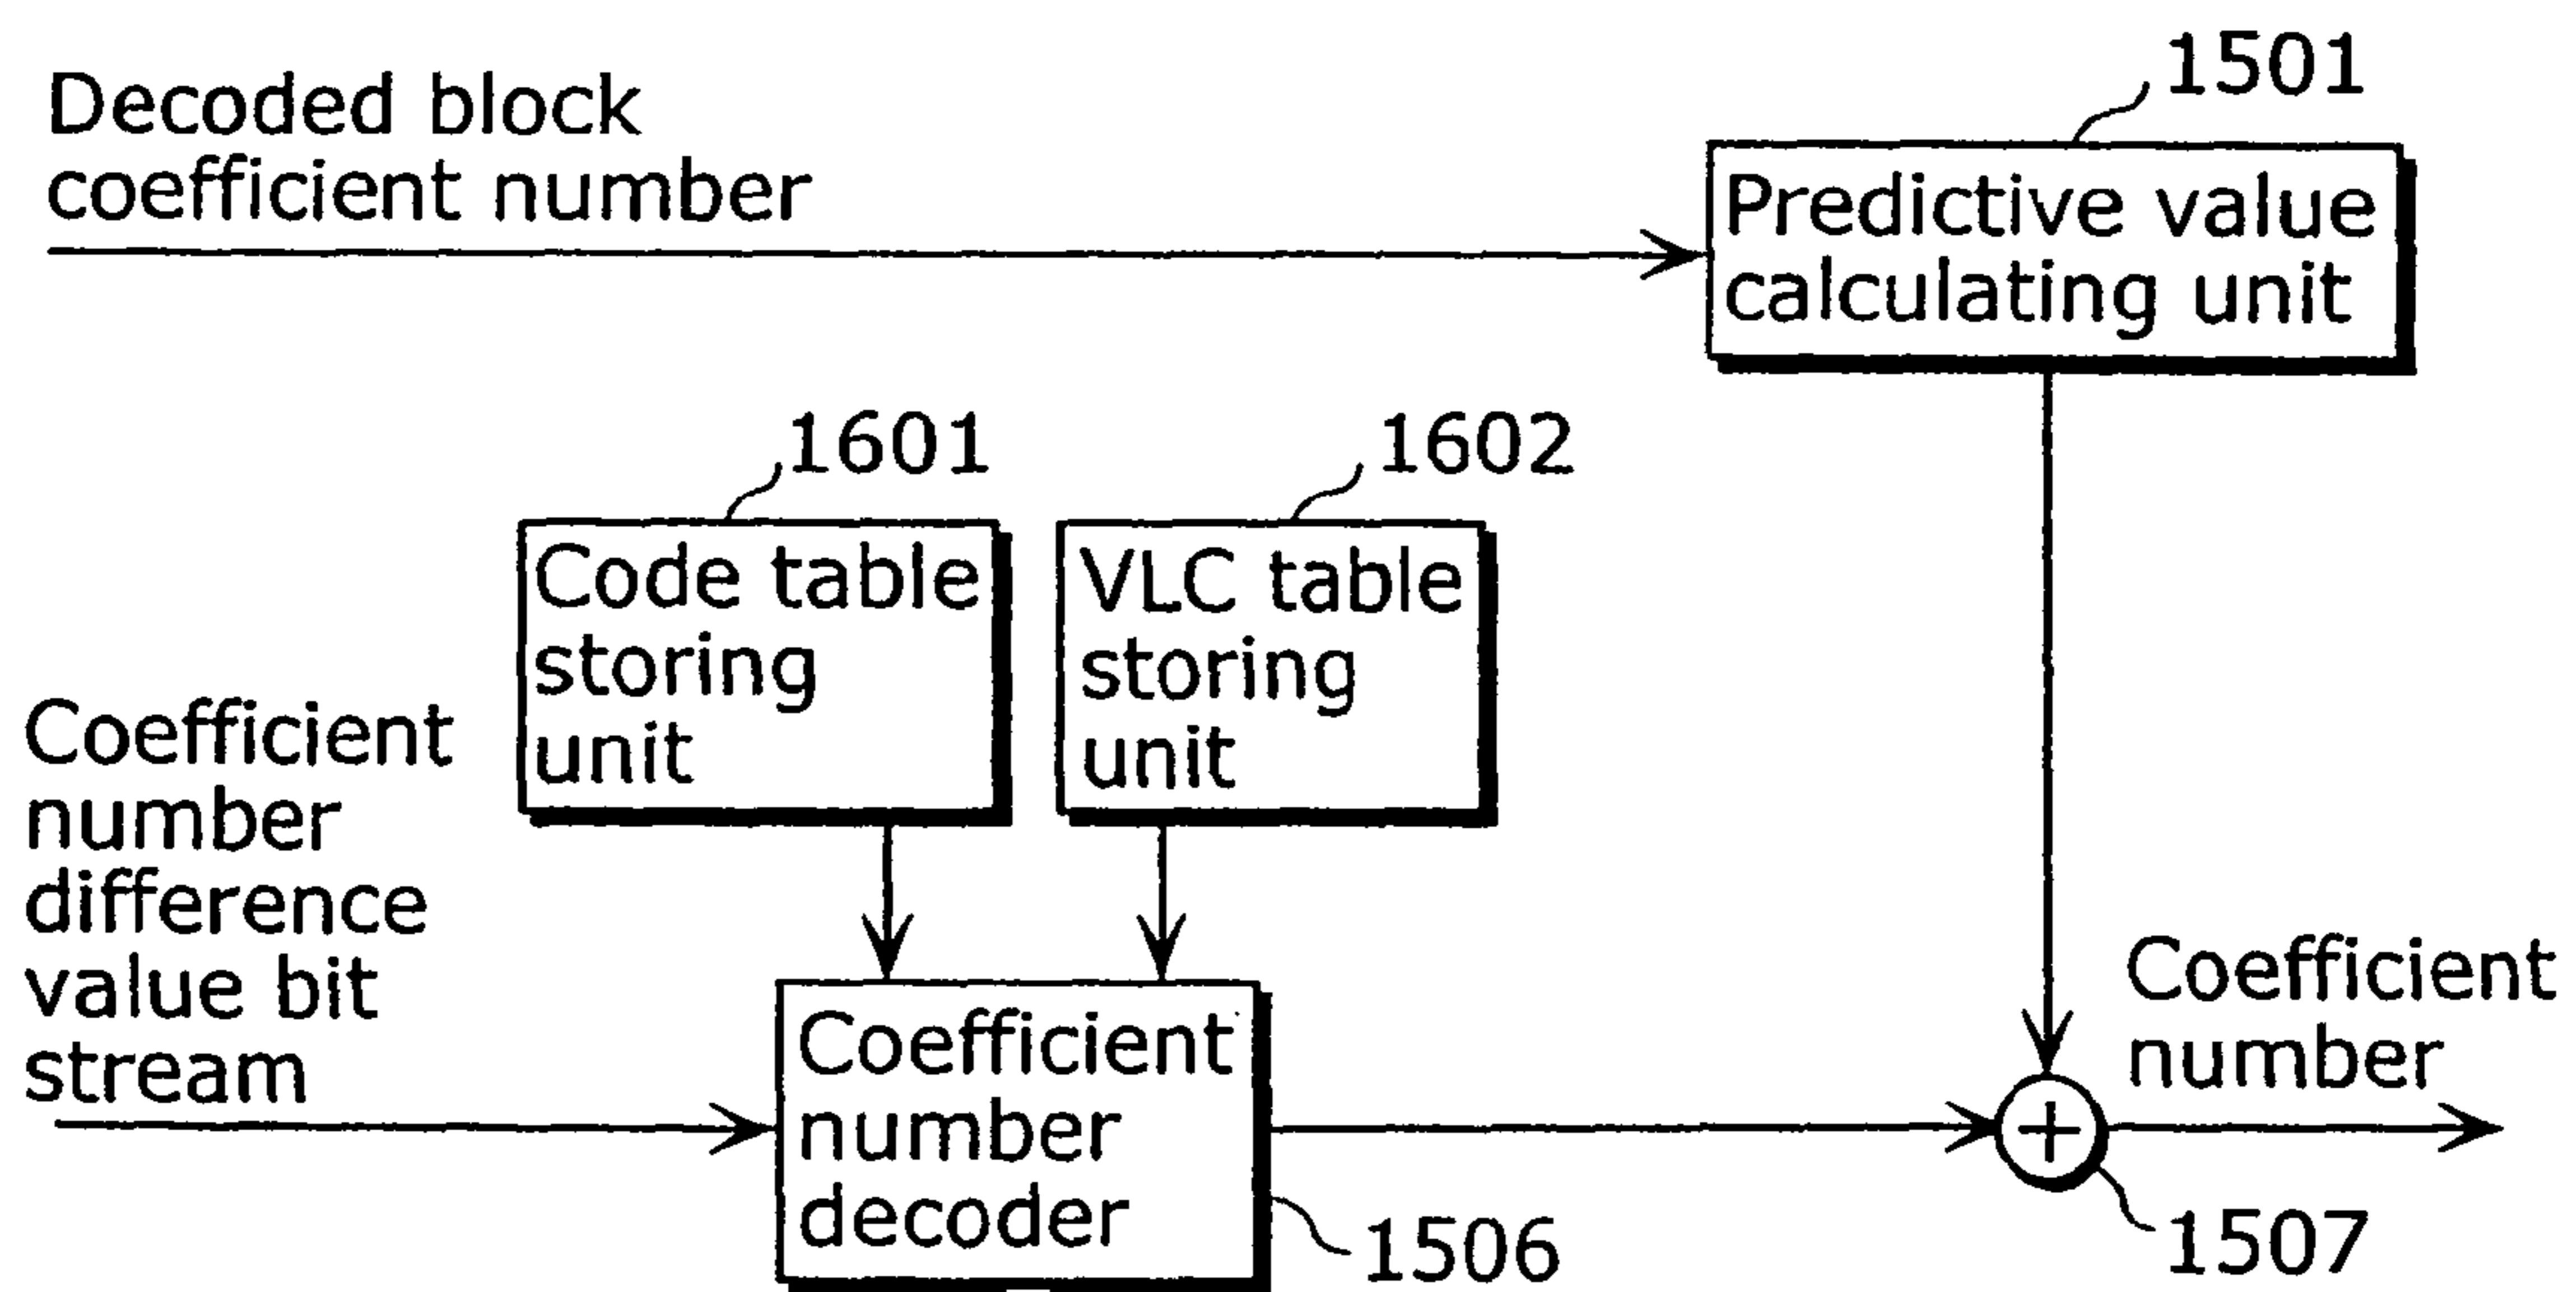 1501
Decoded block
coefficient number
Predictive value
calculating unit
1601
1602
Code table
storing
unit
VLC table
storing
unit
Coefficient
number
difference
value bit
stream
Coefficient
number
decoder
1506
+
Coefficient
number
1507